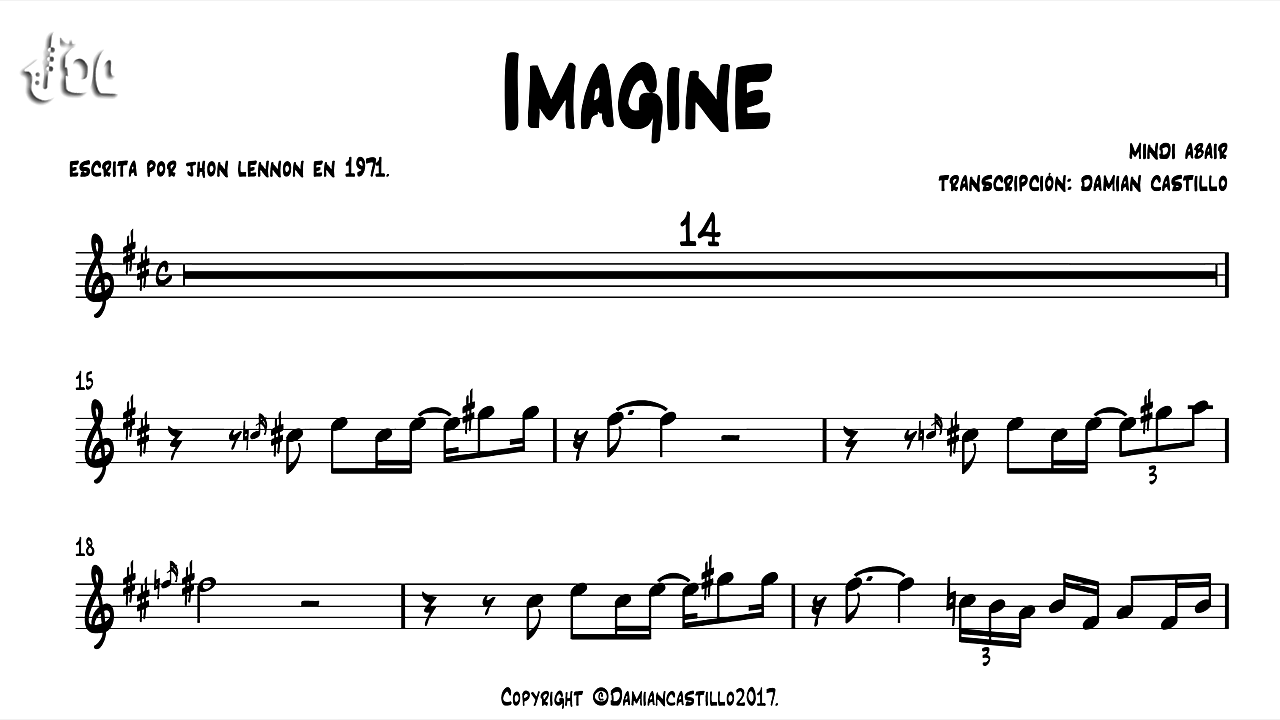 IMAGINE
MINDI ABAIR
ESCRITA POR JHON LENNON EN 1971.
TRANSCRIPCIÓN: DAMIAN CASTILLO
14
15
3
18
3
COPYRIGHT ©DAMIANCASTILLO2017.